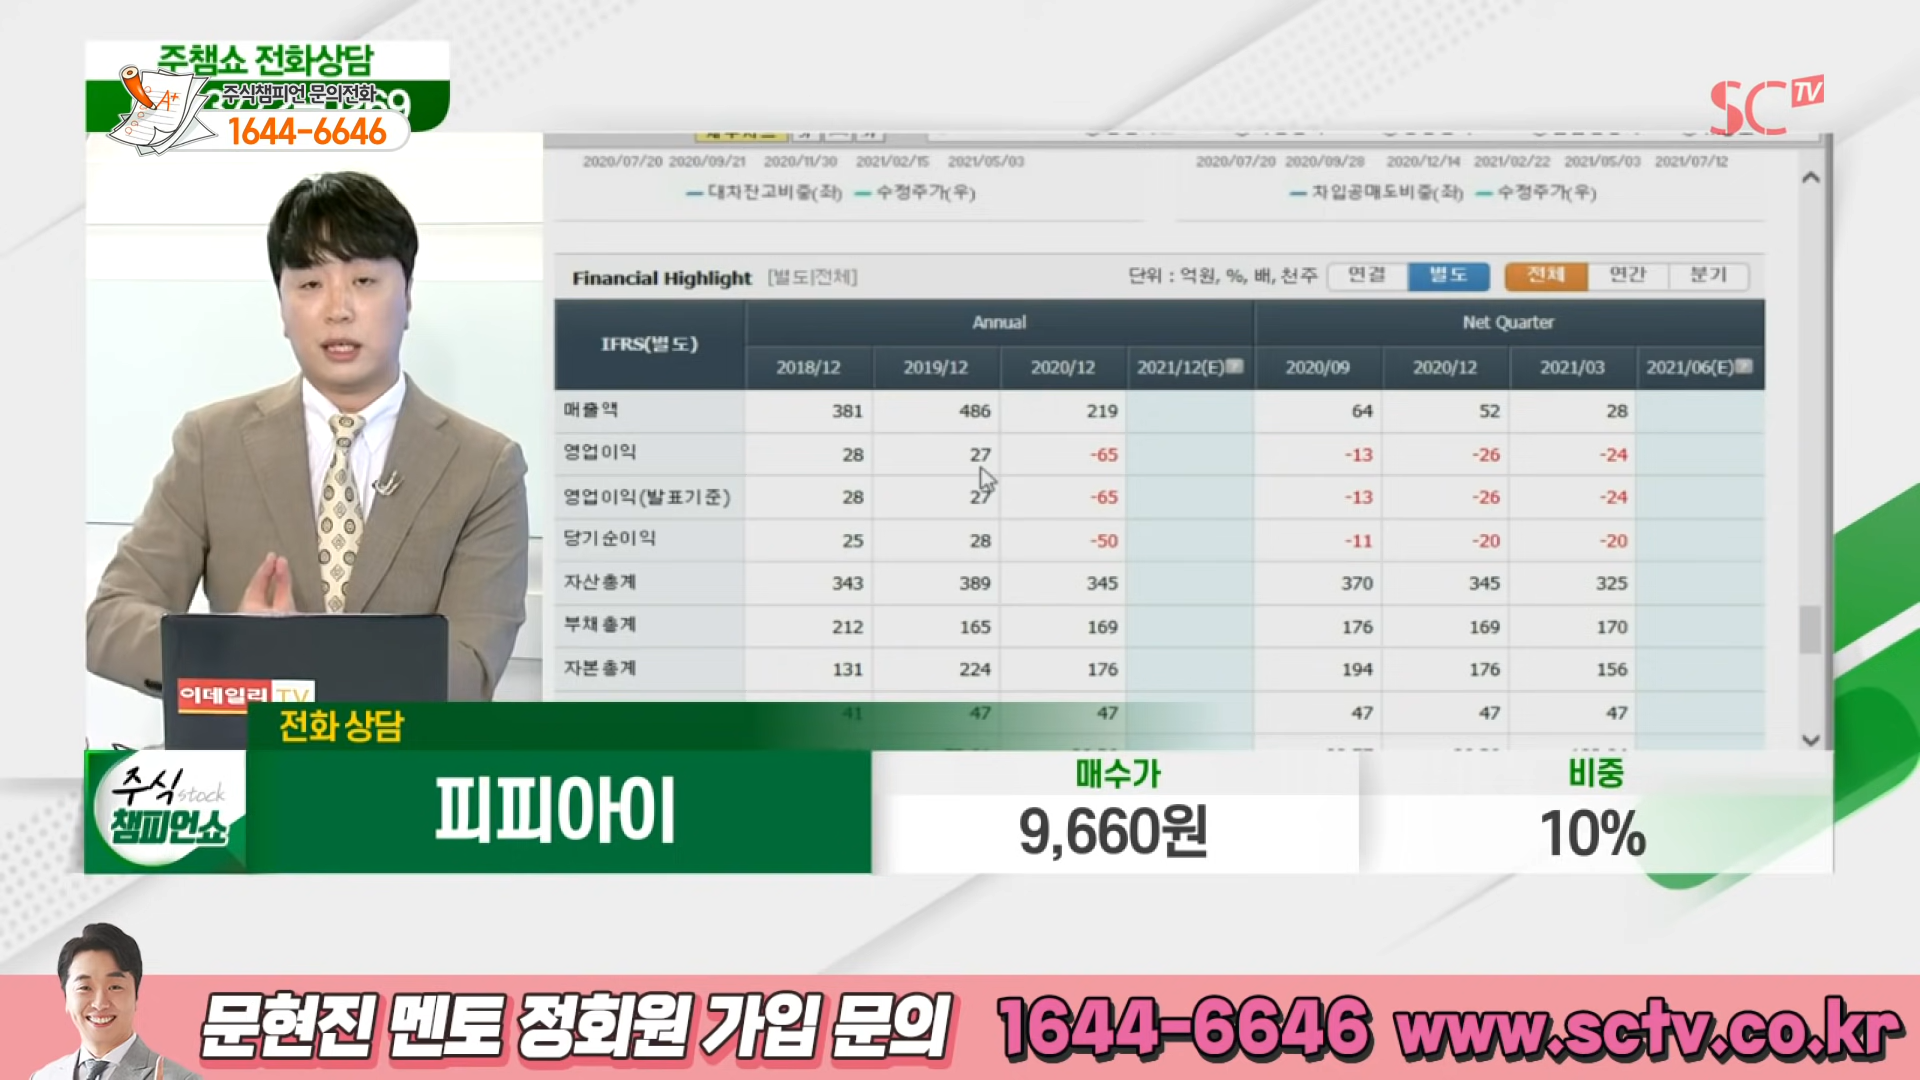 주챔쇼 전화상담
주식챔피언 문의전화
A+
1644-6646
SC TV
2020/07/20 2020/09/21 2020/11/30 2021/02/15 2021/05/03
대차잔고비중(좌) 수정주가(우)
2020/07/20 2020/09/28 2020/12/14 2021/02/22 2021/05/03 2021/07/12
차입공매도비중(좌) 수정주가(우)
Financial Highlight [별도|전체] 단위 : 억원, %, 배, 천주 연결 별도 전체 연간 분기
IFRS(별도) Annual Net Quarter
2018/12 2019/12 2020/12 2021/12(E) 2020/09 2020/12 2021/03 2021/06(E)
매출액 381 486 219 64 52 28
영업이익 28 27 -65 -13 -26 -24
영업이익(발표기준) 28 27 -65 -13 -26 -24
당기순이익 25 28 -50 -11 -20 -20
자산총계 343 389 345 370 345 325
부채총계 212 165 169 176 169 170
자본총계 131 224 176 194 176 156
41 47 47 47 47 47
이데일리 TV
전화 상담
주식 stock
챔피언쇼
피피아이
매수가
9,660원
비중
10%
문현진 멘토 정회원 가입 문의 1644-6646 www.sctv.co.kr